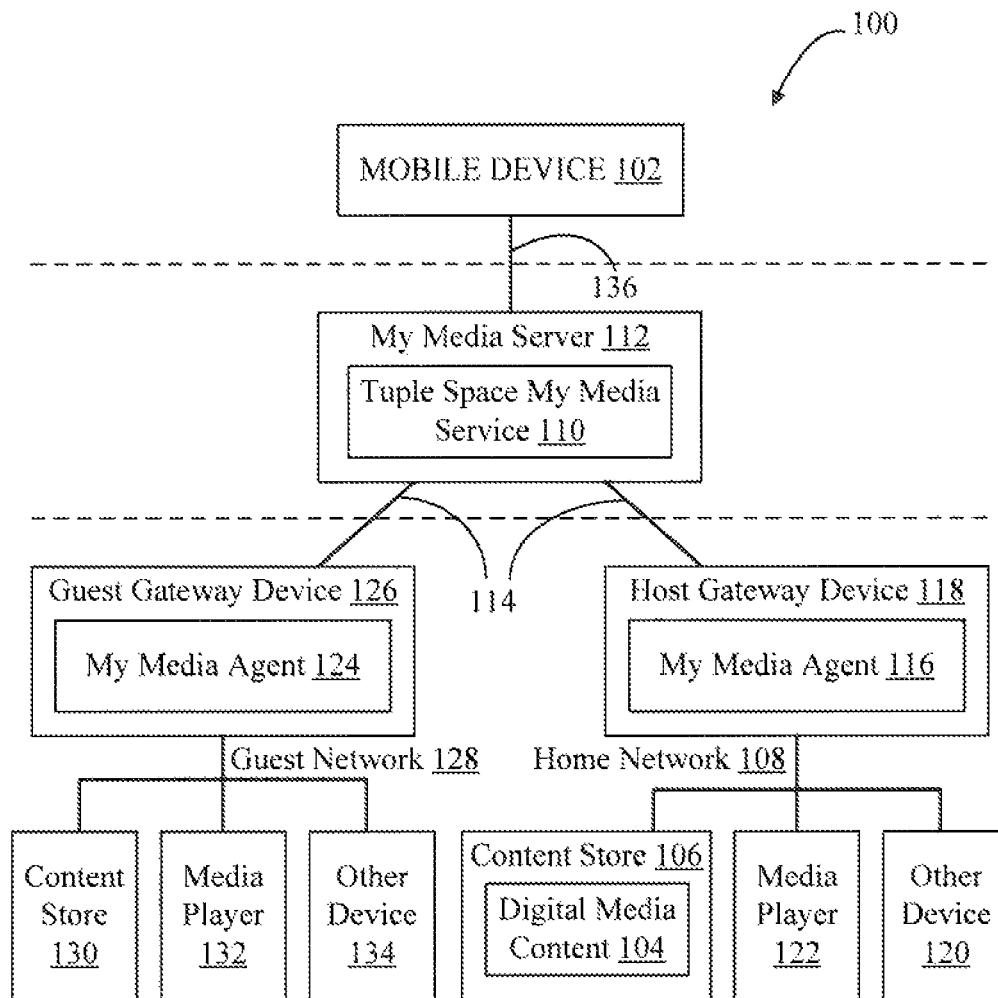 100
MOBILE DEVICE 102
136
My Media Server 112
Tuple Space My Media
Service 110
114
Guest Gateway Device 126
My Media Agent 124
Host Gateway Device 118
My Media Agent 116
Guest Network 128
Home Network 108
Content
Store
130
Media
Player
132
Other
Device
134
Content Store 106
Digital Media
Content 104
Media
Player
122
Other
Device
120